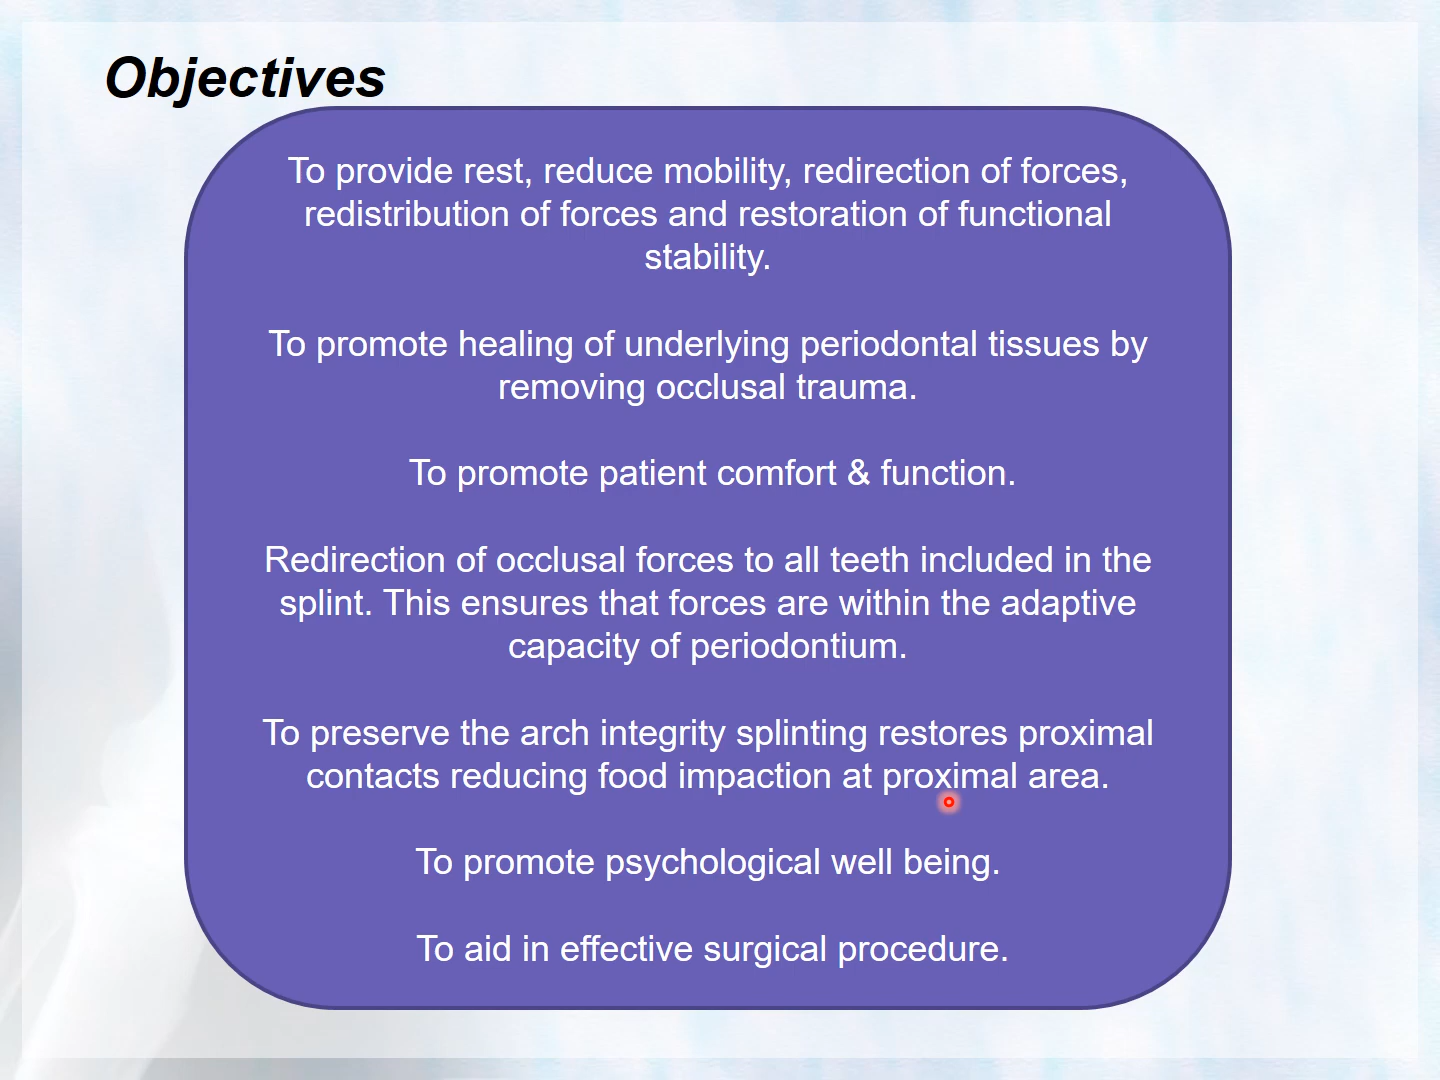 Objectives
To provide rest, reduce mobility, redirection of forces,
redistribution of forces and restoration of functional
stability.
To promote healing of underlying periodontal tissues by
removing occlusal trauma.
To promote patient comfort & function.
Redirection of occlusal forces to all teeth included in the
splint. This ensures that forces are within the adaptive
capacity of periodontium.
To preserve the arch integrity splinting restores proximal
contacts reducing food impaction at proximal area.
To promote psychological well being.
To aid in effective surgical procedure.